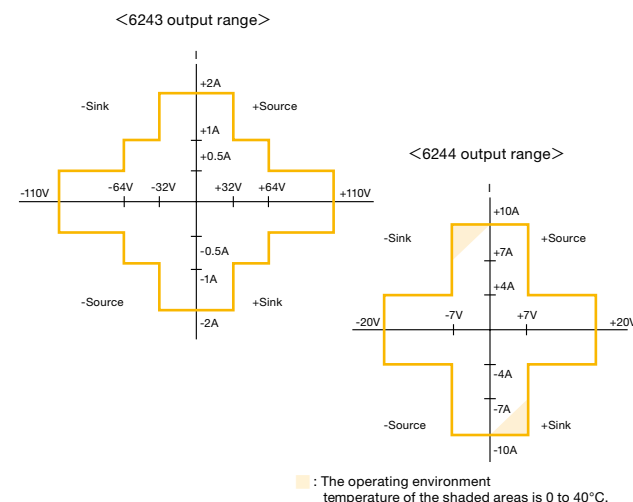 <6243 output range>
I
+2A
-Sink
+Source
+1A
+0.5A
-110V
-64V
-32V
+32V
+64V
+110V
-0.5A
-1A
-Source
+Sink
-2A
<6244 output range>
I
+10A
-Sink
+Source
+7A
+4A
-20V
-7V
+7V
+20V
-4A
-7A
-Source
+Sink
-10A
: The operating environment
temperature of the shaded areas is 0 to 40°C.